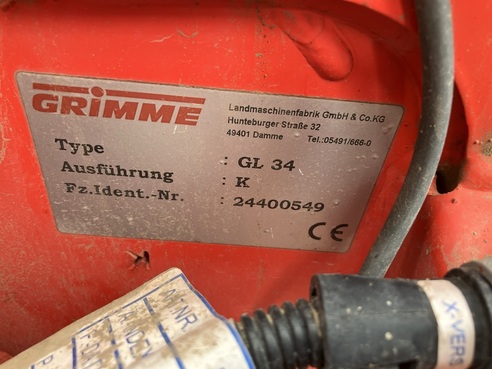 GRIMME
Landmaschinenfabrik GmbH & Co.KG
Hunteburger Straße 32
49401 Damme Tel.:05491/666-0
Type : GL 34
Ausführung : K
Fz.Ident.-Nr. : 24400549
CE
X-VERS